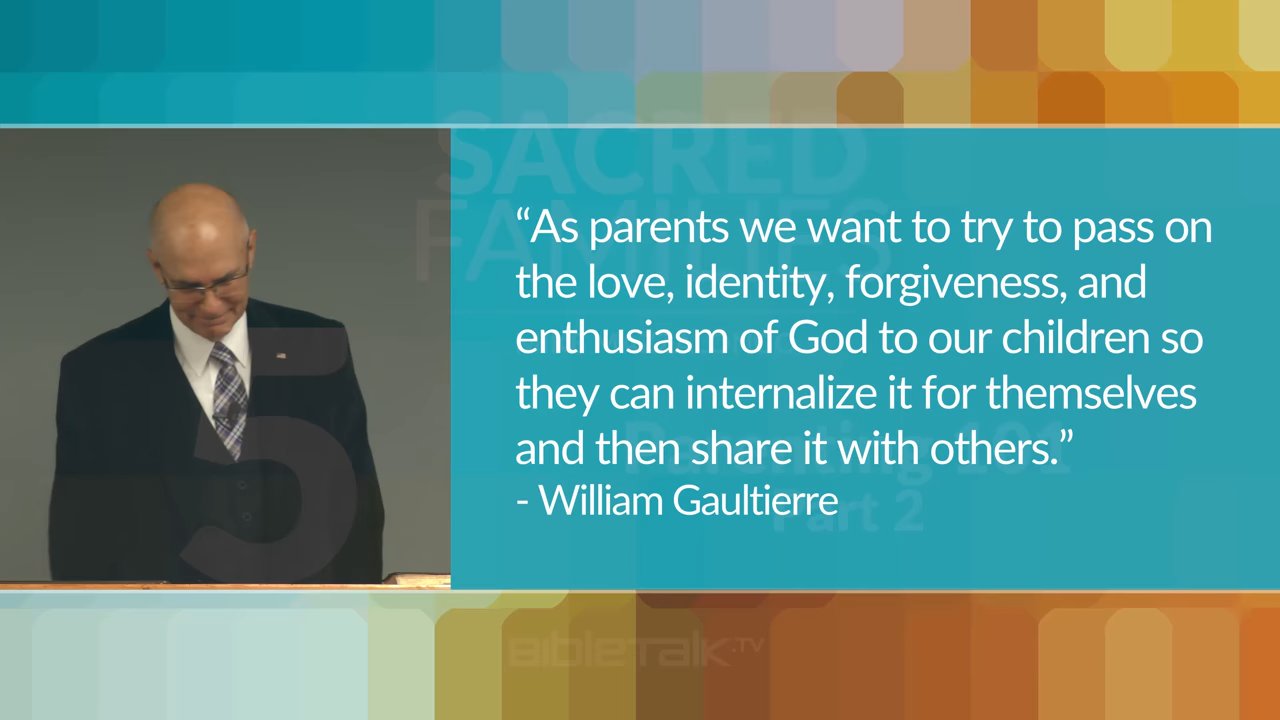 SACRED
FAMILIES
5
“As parents we want to try to pass on
the love, identity, forgiveness, and
enthusiasm of God to our children so
they can internalize it for themselves
and then share it with others.”
- William Gaultierre
Part 2
BibleTalk.TV